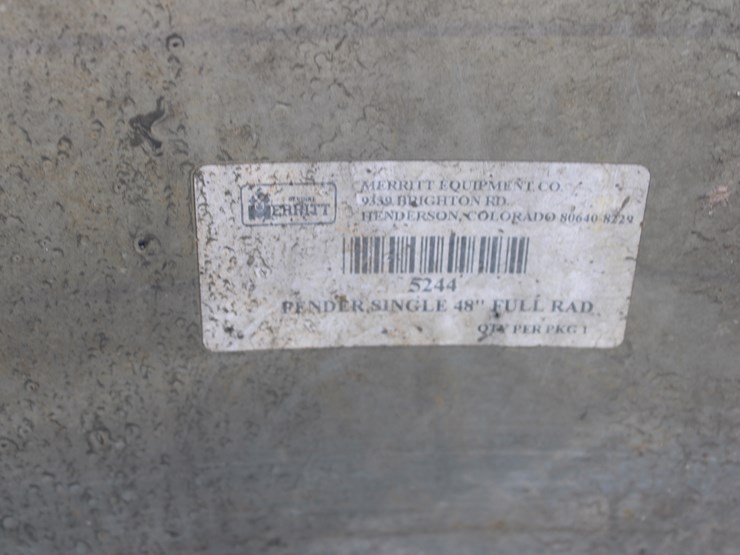 GENUINE
MERRITT
MERRITT EQUIPMENT CO.
9339 BRIGHTON RD.
HENDERSON, COLORADO 80640-8229
5244
FENDER, SINGLE 48" FULL RAD
QTY PER PKG 1